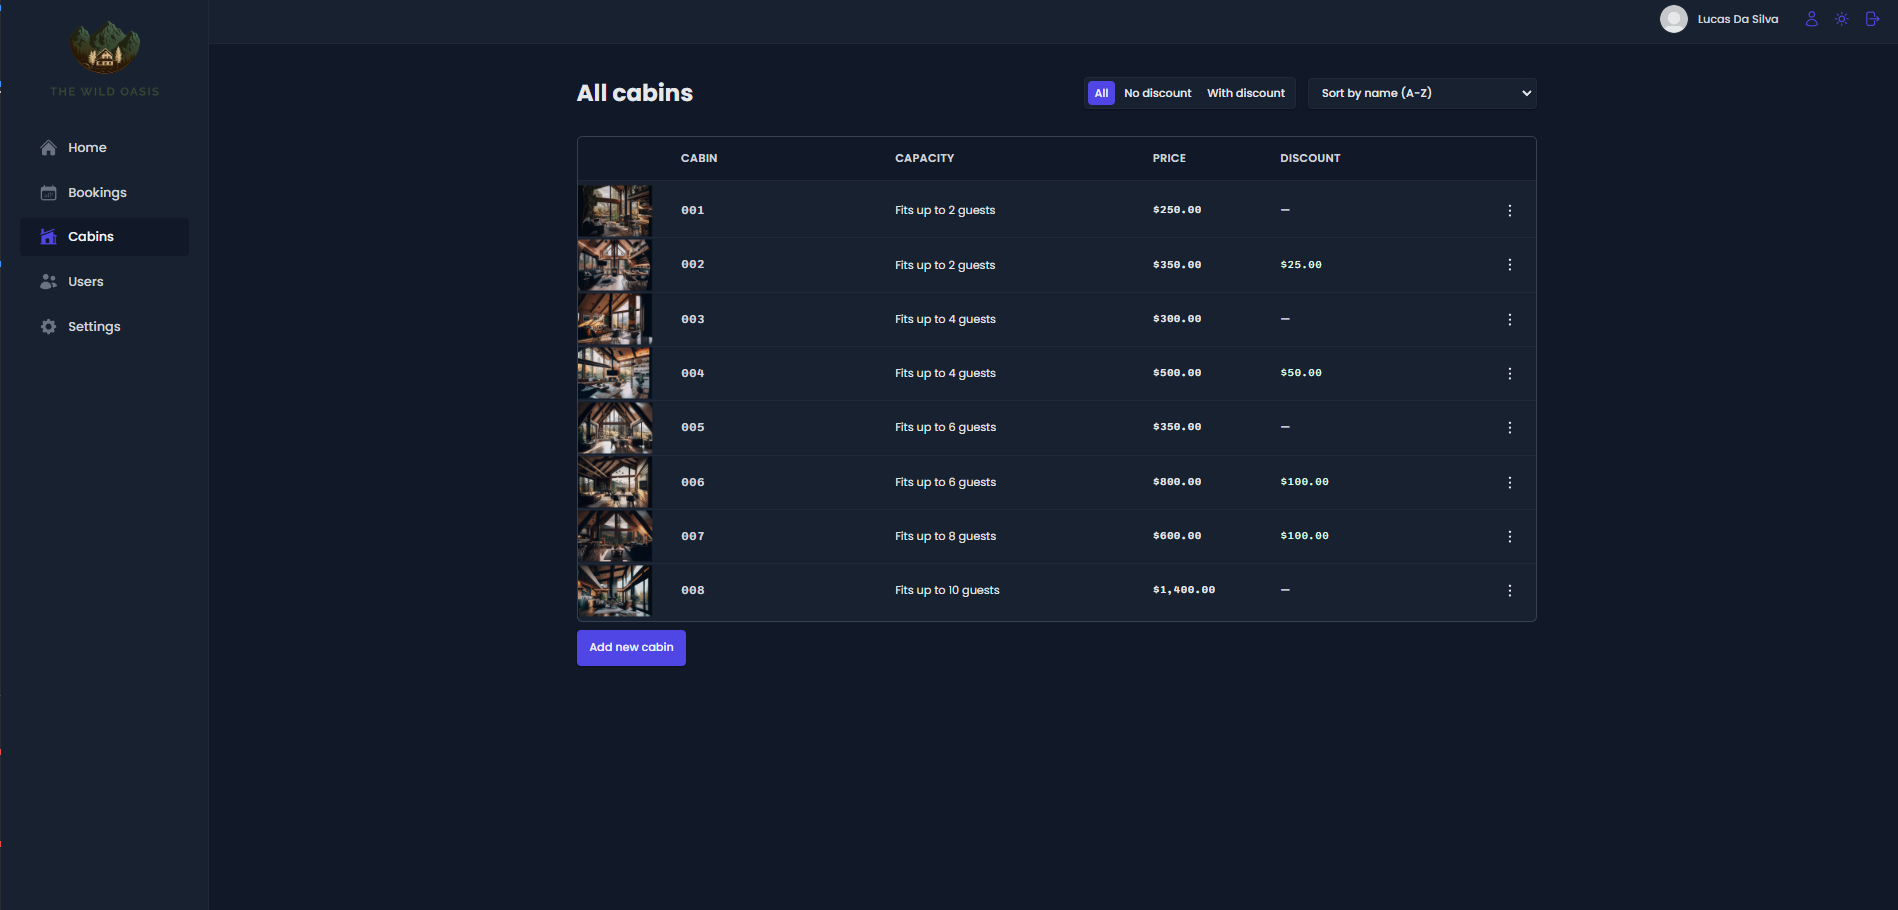 THE WILD OASIS
Home
Bookings
Cabins
Users
Settings
Lucas Da Silva
All cabins
All No discount With discount Sort by name (A-Z)
CABIN CAPACITY PRICE DISCOUNT
001 Fits up to 2 guests $250.00 —
002 Fits up to 2 guests $350.00 $25.00
003 Fits up to 4 guests $300.00 —
004 Fits up to 4 guests $500.00 $50.00
005 Fits up to 6 guests $350.00 —
006 Fits up to 6 guests $800.00 $100.00
007 Fits up to 8 guests $600.00 $100.00
008 Fits up to 10 guests $1,400.00 —
Add new cabin